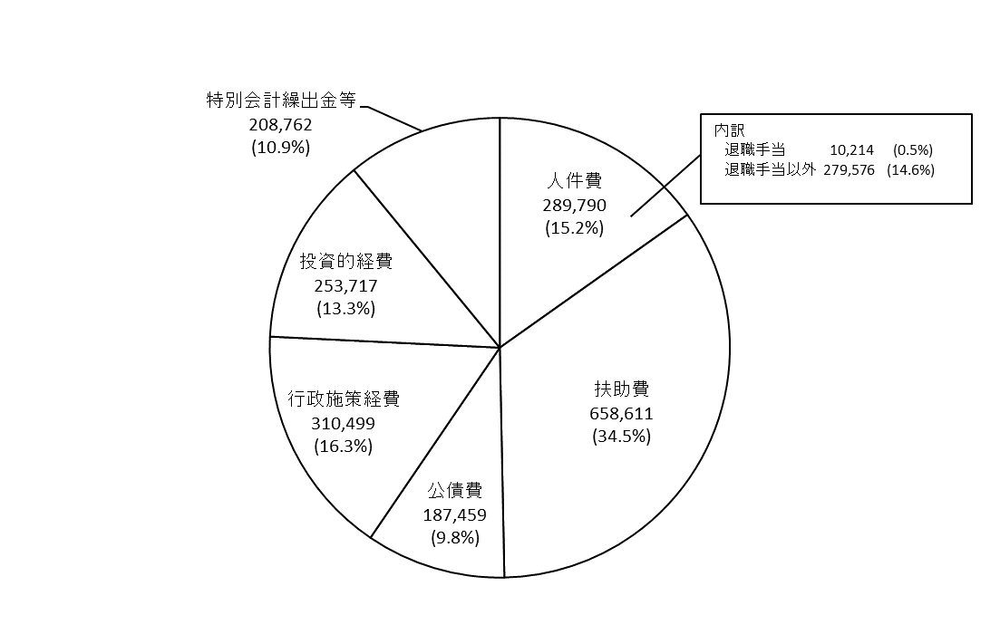 特別会計繰出金等
208,762
(10.9%)
内訳
退職手当 10,214 (0.5%)
退職手当以外 279,576 (14.6%)
人件費
289,790
(15.2%)
投資的経費
253,717
(13.3%)
扶助費
658,611
(34.5%)
行政施策経費
310,499
(16.3%)
公債費
187,459
(9.8%)